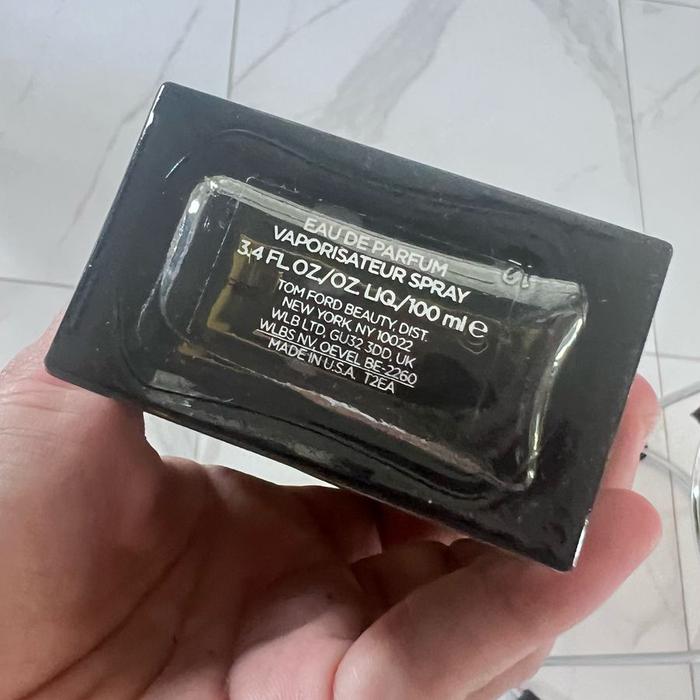 EAU DE PARFUM
VAPORISATEUR SPRAY
3.4 FL OZ/OZ. LIQ./100 ml ℮
TOM FORD BEAUTY, DIST.
NEW YORK, NY 10022
WLB LTD, GU32 3DD, UK
WLBS NV, OEVEL BE-2260
MADE IN U.S.A. T2EA